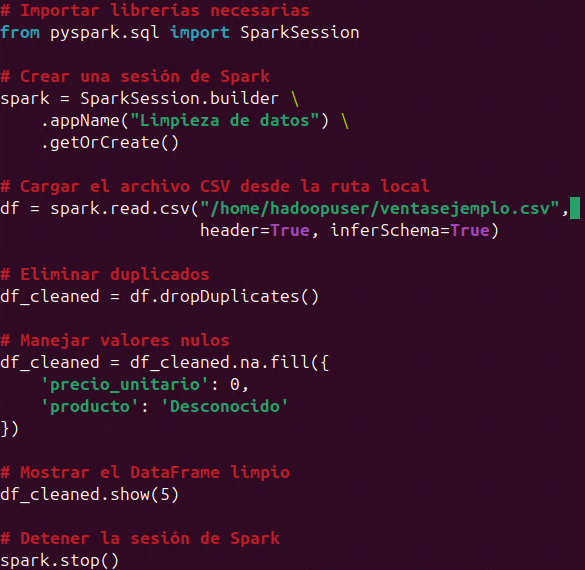 # Importar librerías necesarias
from pyspark.sql import SparkSession
# Crear una sesión de Spark
spark = SparkSession.builder \
    .appName("Limpieza de datos") \
    .getOrCreate()
# Cargar el archivo CSV desde la ruta local
df = spark.read.csv("/home/hadoopuser/ventasejemplo.csv",
                    header=True, inferSchema=True)
# Eliminar duplicados
df_cleaned = df.dropDuplicates()
# Manejar valores nulos
df_cleaned = df_cleaned.na.fill({
    'precio_unitario': 0,
    'producto': 'Desconocido'
})
# Mostrar el DataFrame limpio
df_cleaned.show(5)
# Detener la sesión de Spark
spark.stop()